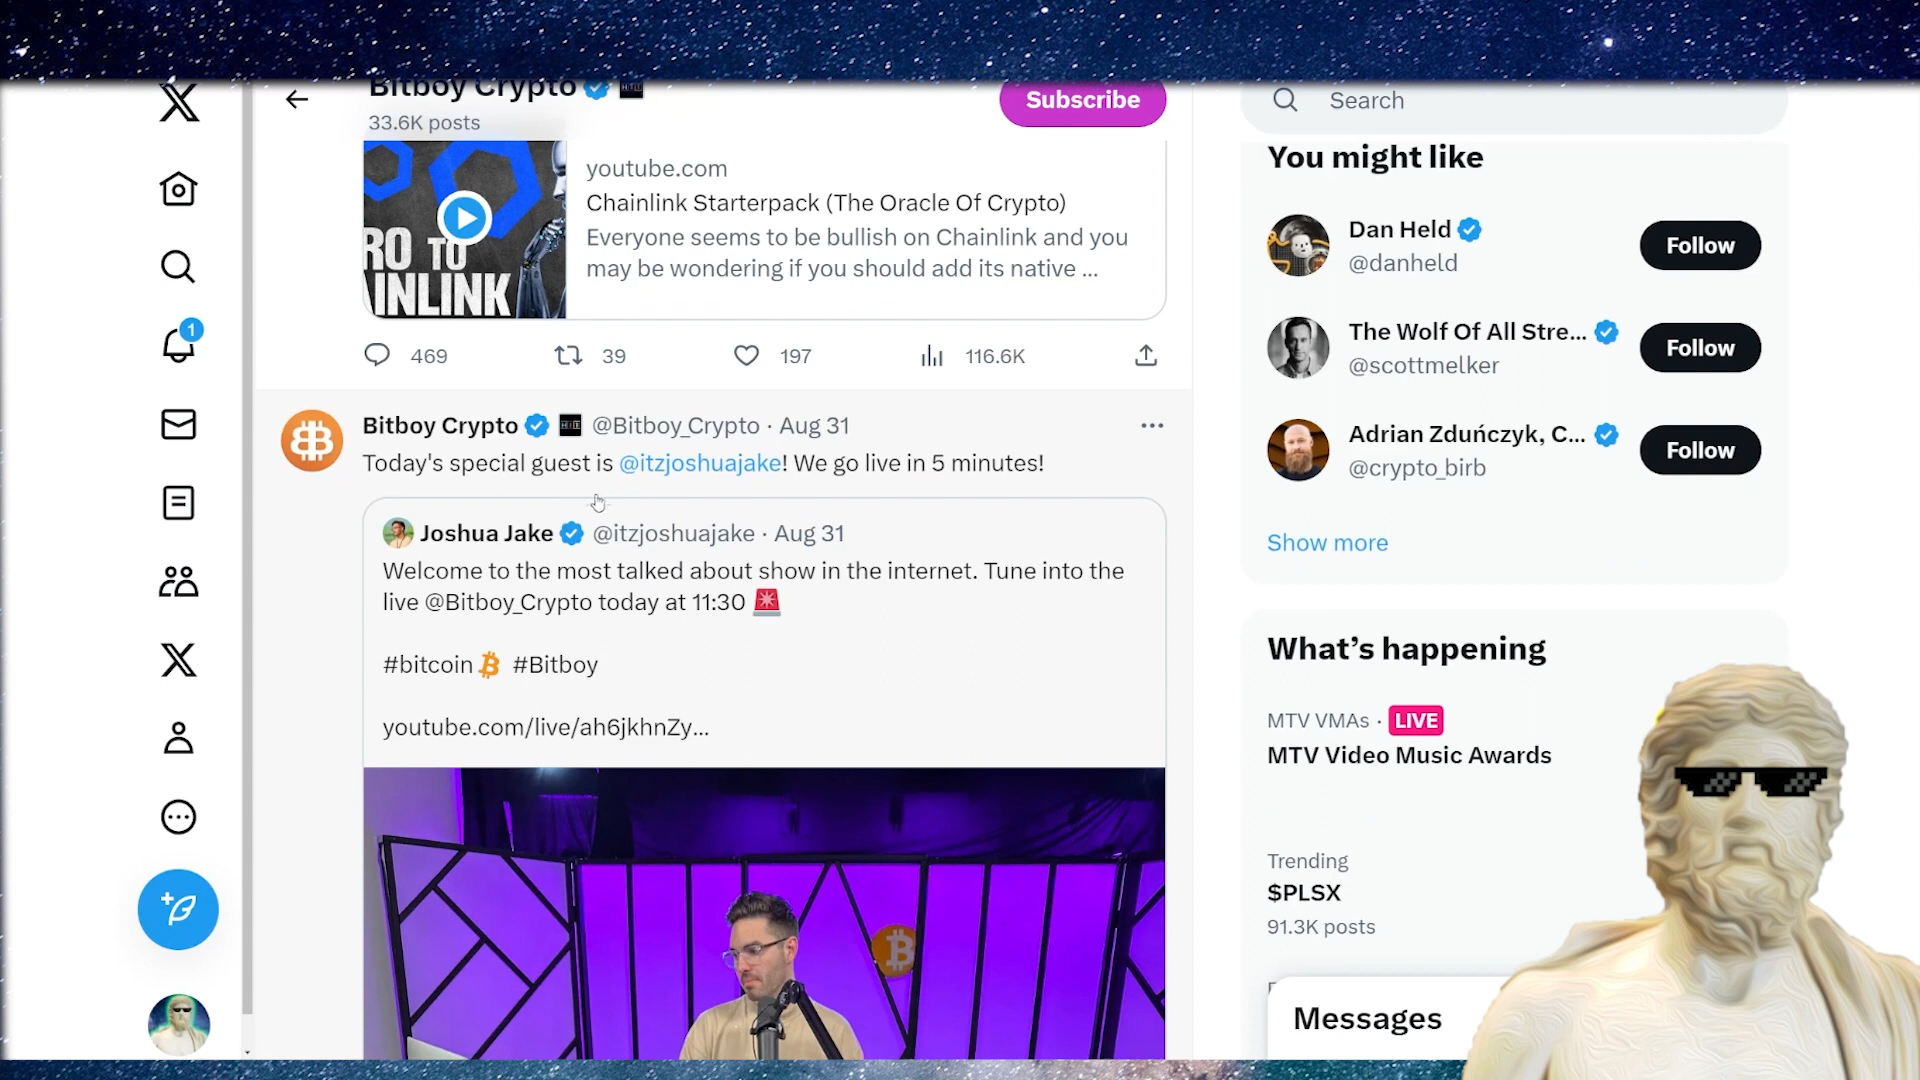 Bitboy Crypto
33.6K posts
Subscribe
Search
RO TO
AINLINK
youtube.com
Chainlink Starterpack (The Oracle Of Crypto)
Everyone seems to be bullish on Chainlink and you
may be wondering if you should add its native ...
469
39
197
116.6K
Bitboy Crypto @Bitboy_Crypto · Aug 31
Today's special guest is @itzjoshuajake! We go live in 5 minutes!
Joshua Jake @itzjoshuajake · Aug 31
Welcome to the most talked about show in the internet. Tune into the
live @Bitboy_Crypto today at 11:30 🚨
#bitcoin #Bitboy
youtube.com/live/ah6jkhnZy...
1
You might like
Dan Held
@danheld
Follow
The Wolf Of All Stre...
@scottmelker
Follow
Adrian Zduńczyk, C...
@crypto_birb
Follow
Show more
What's happening
MTV VMAs · LIVE
MTV Video Music Awards
Trending
$PLSX
91.3K posts
Messages